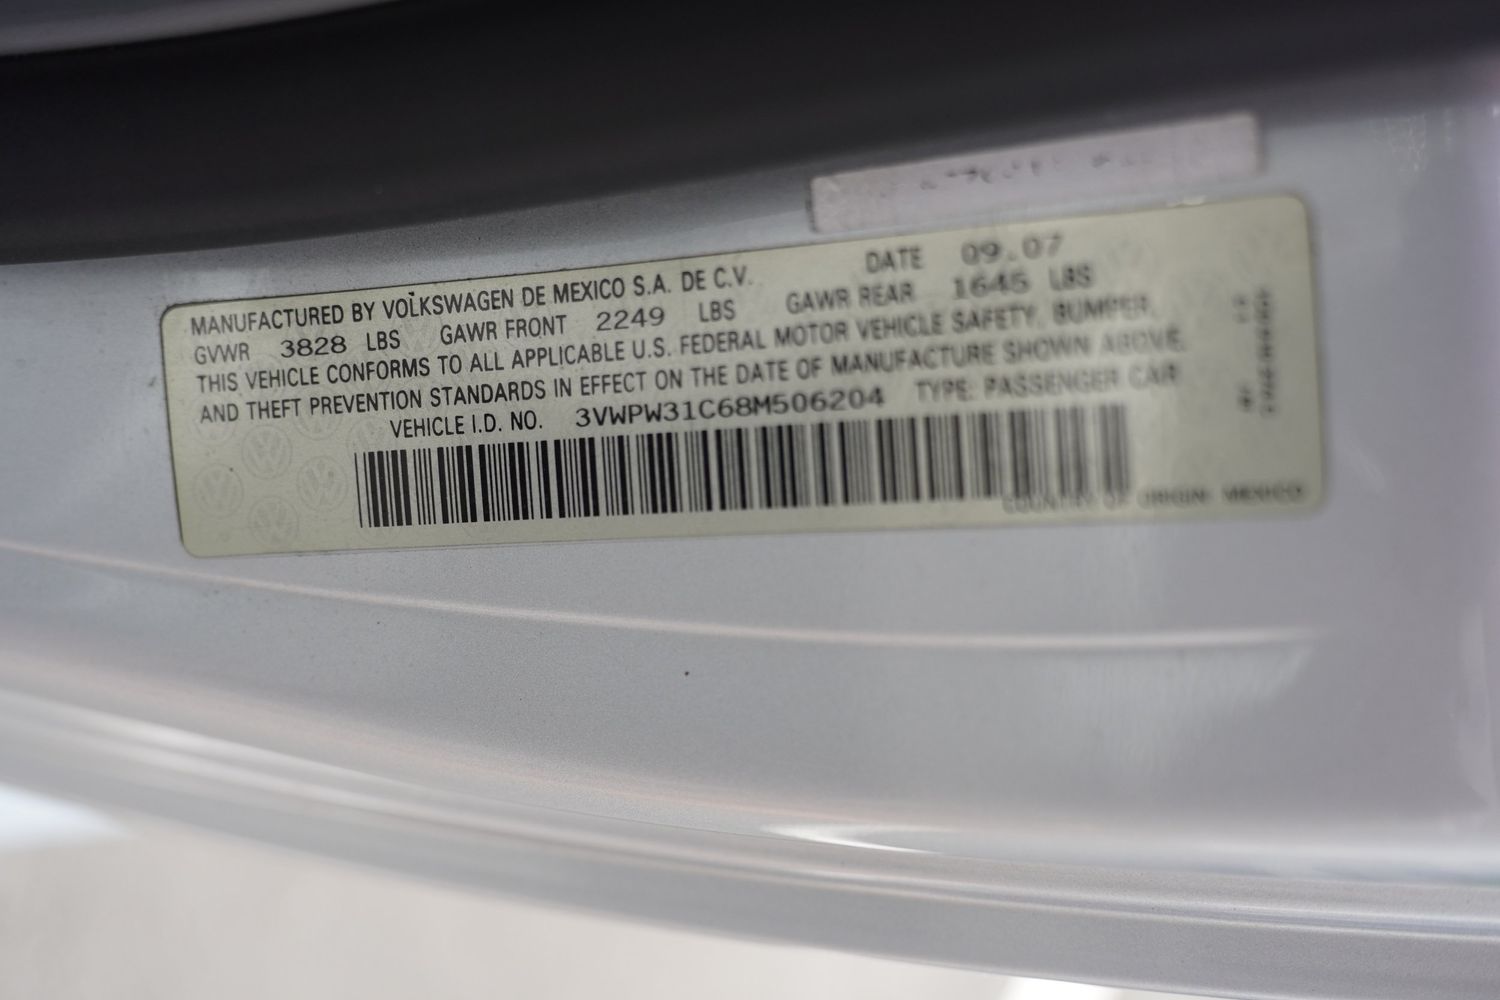 MANUFACTURED BY VOLKSWAGEN DE MEXICO S.A. DE C.V. DATE 09.07
GVWR 3828 LBS GAWR FRONT 2249 LBS GAWR REAR 1645 LBS
THIS VEHICLE CONFORMS TO ALL APPLICABLE U.S. FEDERAL MOTOR VEHICLE SAFETY, BUMPER,
AND THEFT PREVENTION STANDARDS IN EFFECT ON THE DATE OF MANUFACTURE SHOWN ABOVE.
VEHICLE I.D. NO. 3VWPW31C68M506204 TYPE: PASSENGER CAR
COUNTRY OF ORIGIN: MEXICO